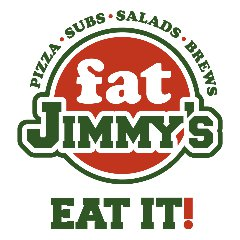 PIZZA • SUBS • SALADS • BREWS
fat
JIMMY'S
EAT IT!